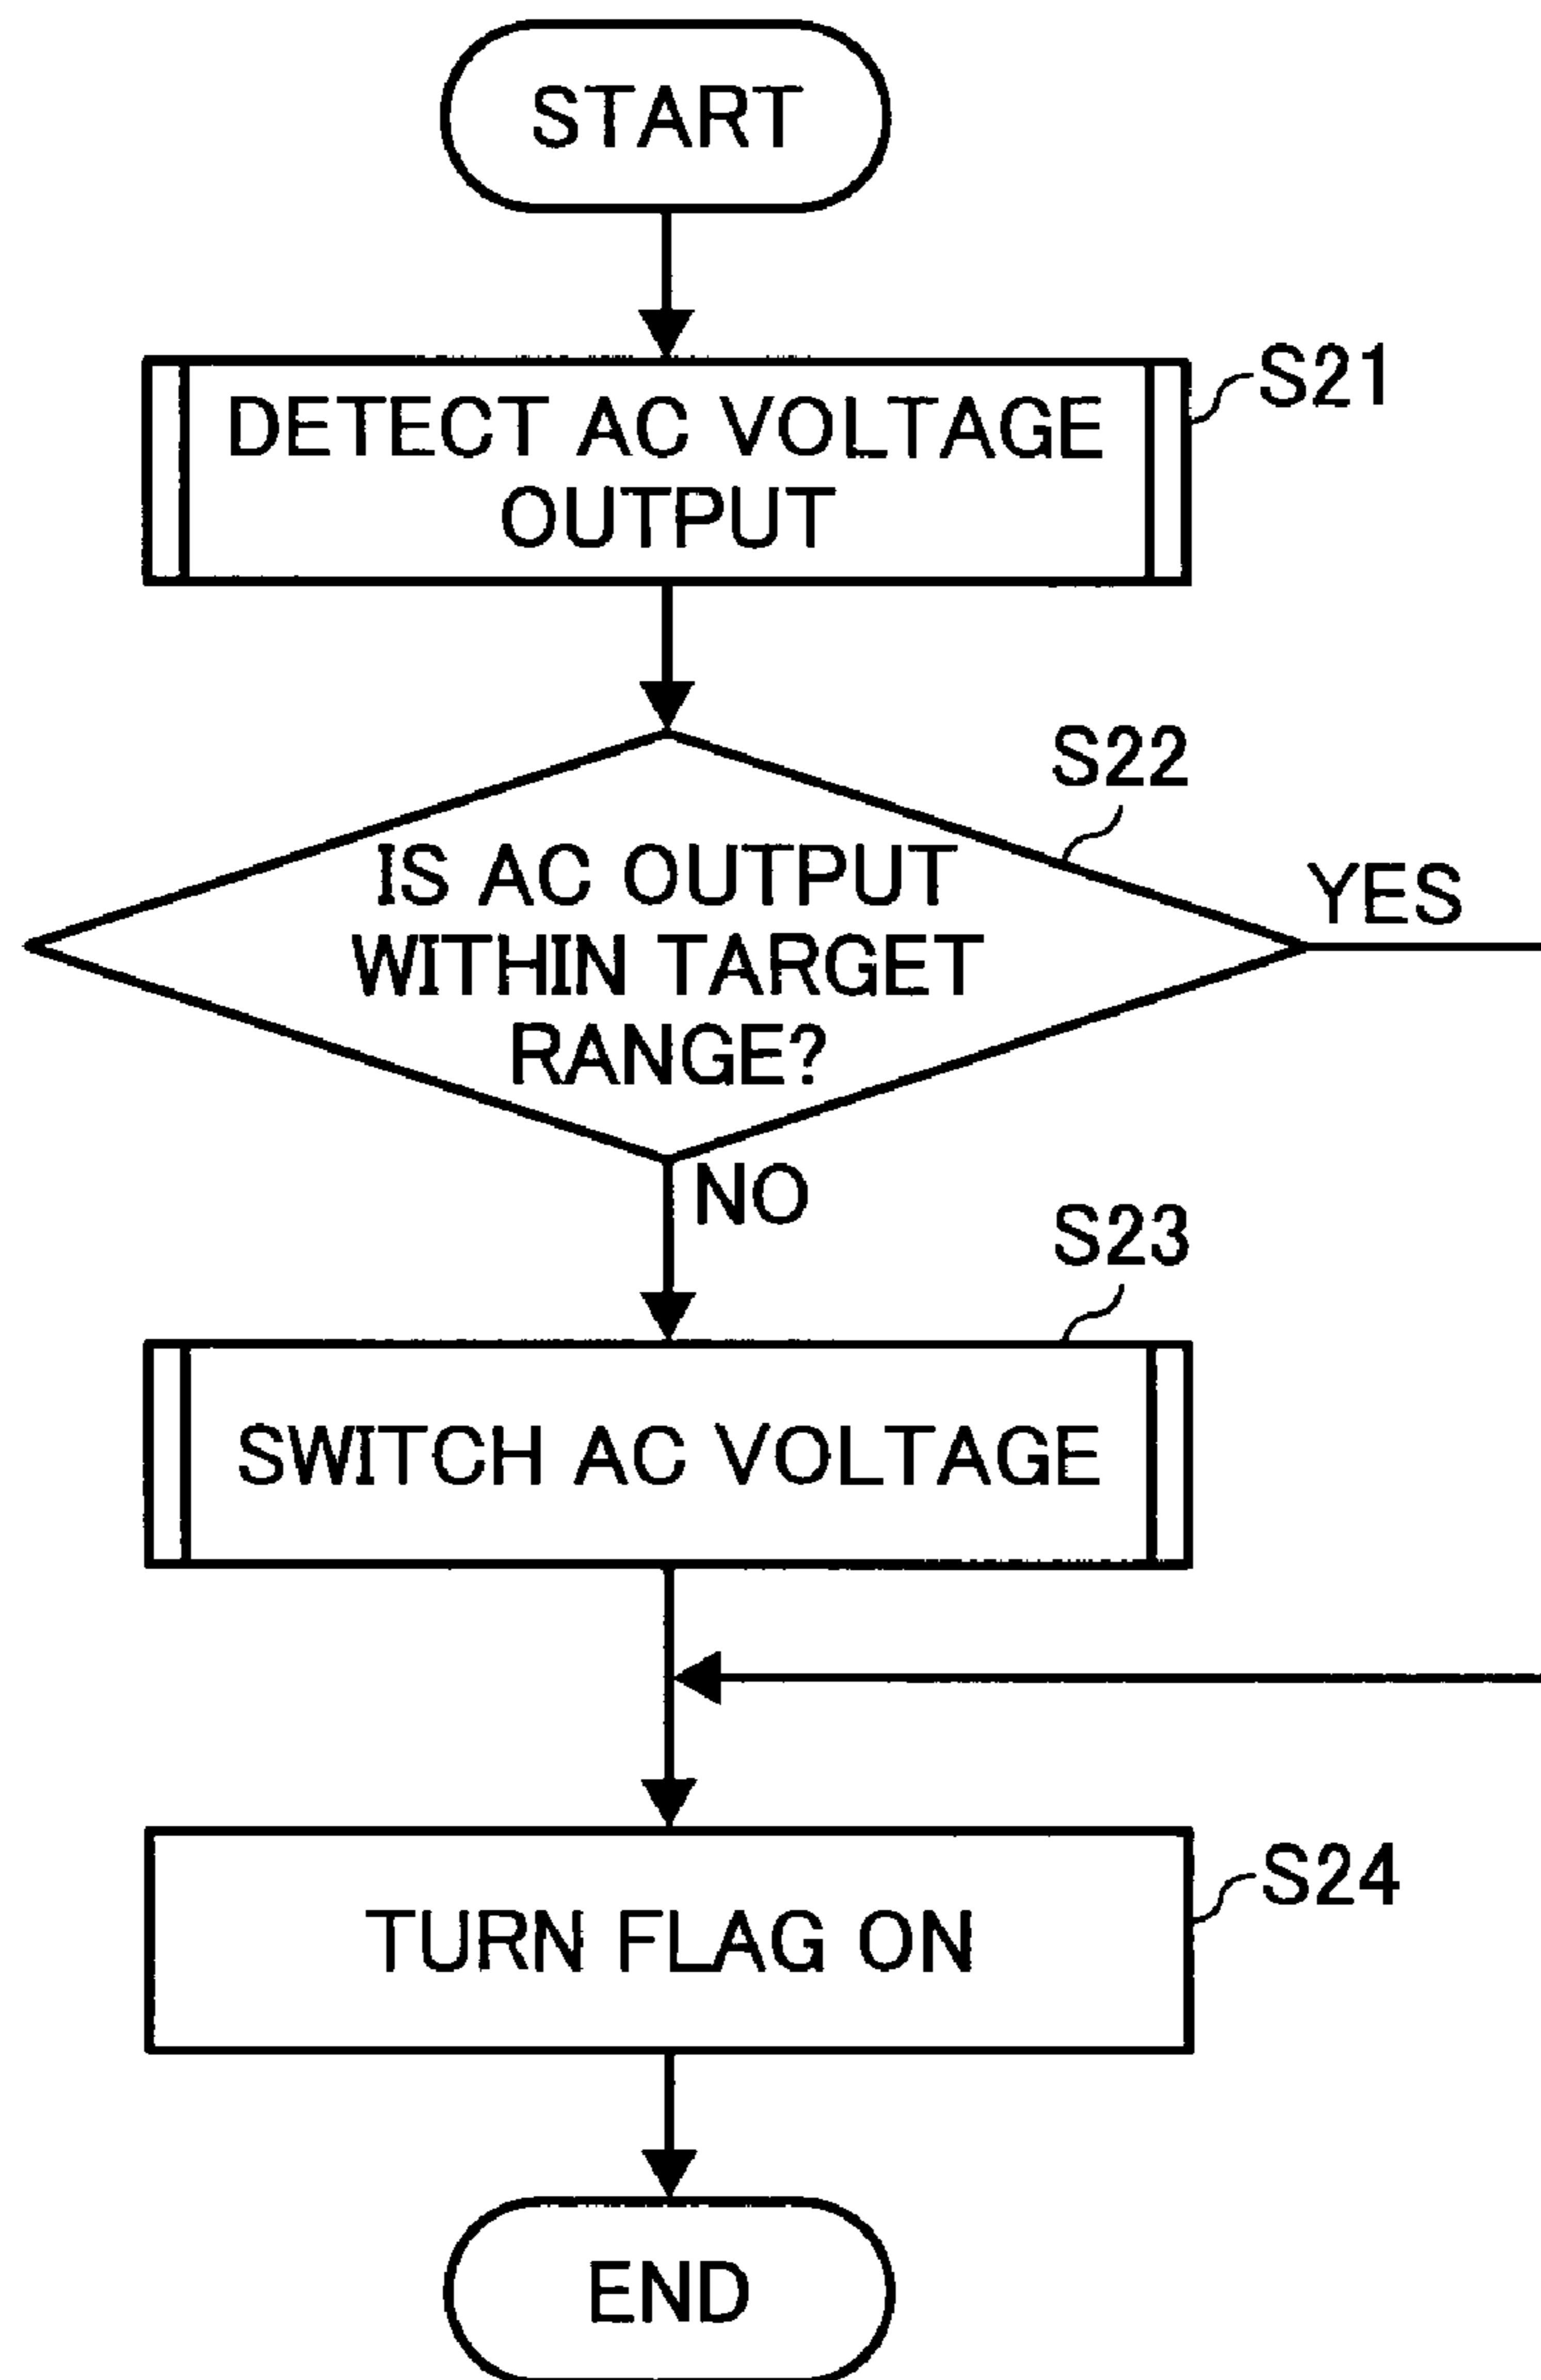 START
DETECT AC VOLTAGE
OUTPUT
S21
S22
IS AC OUTPUT
WITHIN TARGET
RANGE?
YES
NO
S23
SWITCH AC VOLTAGE
TURN FLAG ON
S24
END